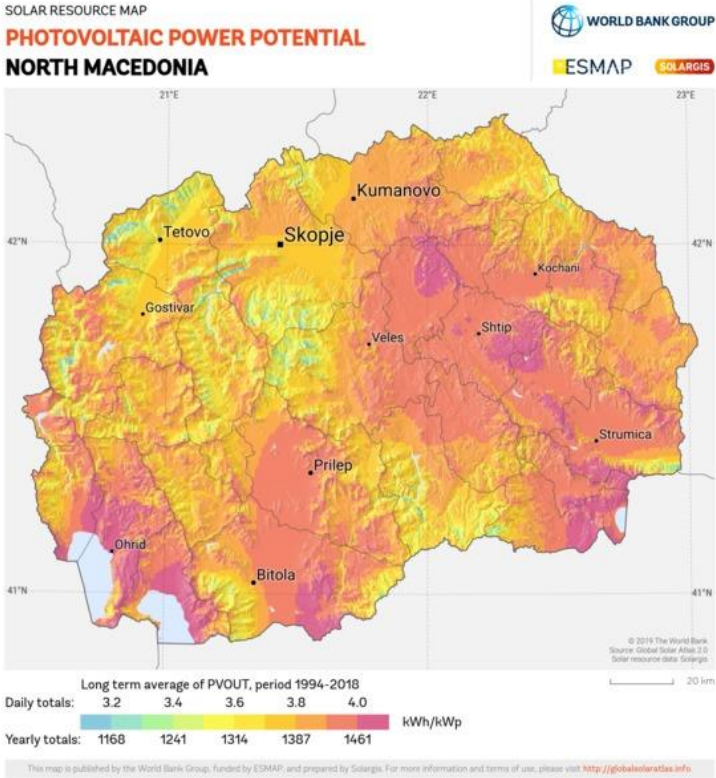 SOLAR RESOURCE MAP
PHOTOVOLTAIC POWER POTENTIAL
NORTH MACEDONIA
WORLD BANK GROUP
ESMAP
SOLARGIS
21°E 22°E 23°E
Kumanovo
Tetovo
Skopje
42°N 42°N
Kochani
Gostivar
Shtip
Veles
Strumica
Prilep
Ohrid
Bitola
41°N 41°N
© 2019 The World Bank
Source: Global Solar Atlas 2.0
Solar resource data: Solargis
20 km
Long term average of PVOUT, period 1994-2018
Daily totals: 3.2 3.4 3.6 3.8 4.0
kWh/kWp
Yearly totals: 1168 1241 1314 1387 1461
This map is published by the World Bank Group, funded by ESMAP, and prepared by Solargis. For more information and terms of use, please visit http://globalsolaratlas.info.